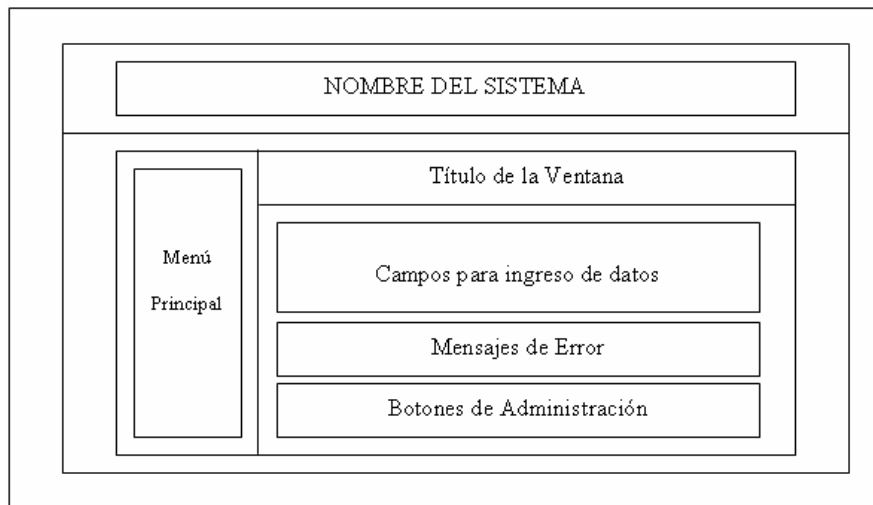 NOMBRE DEL SISTEMA
Título de la Ventana
Menú
Principal
Campos para ingreso de datos
Mensajes de Error
Botones de Administración